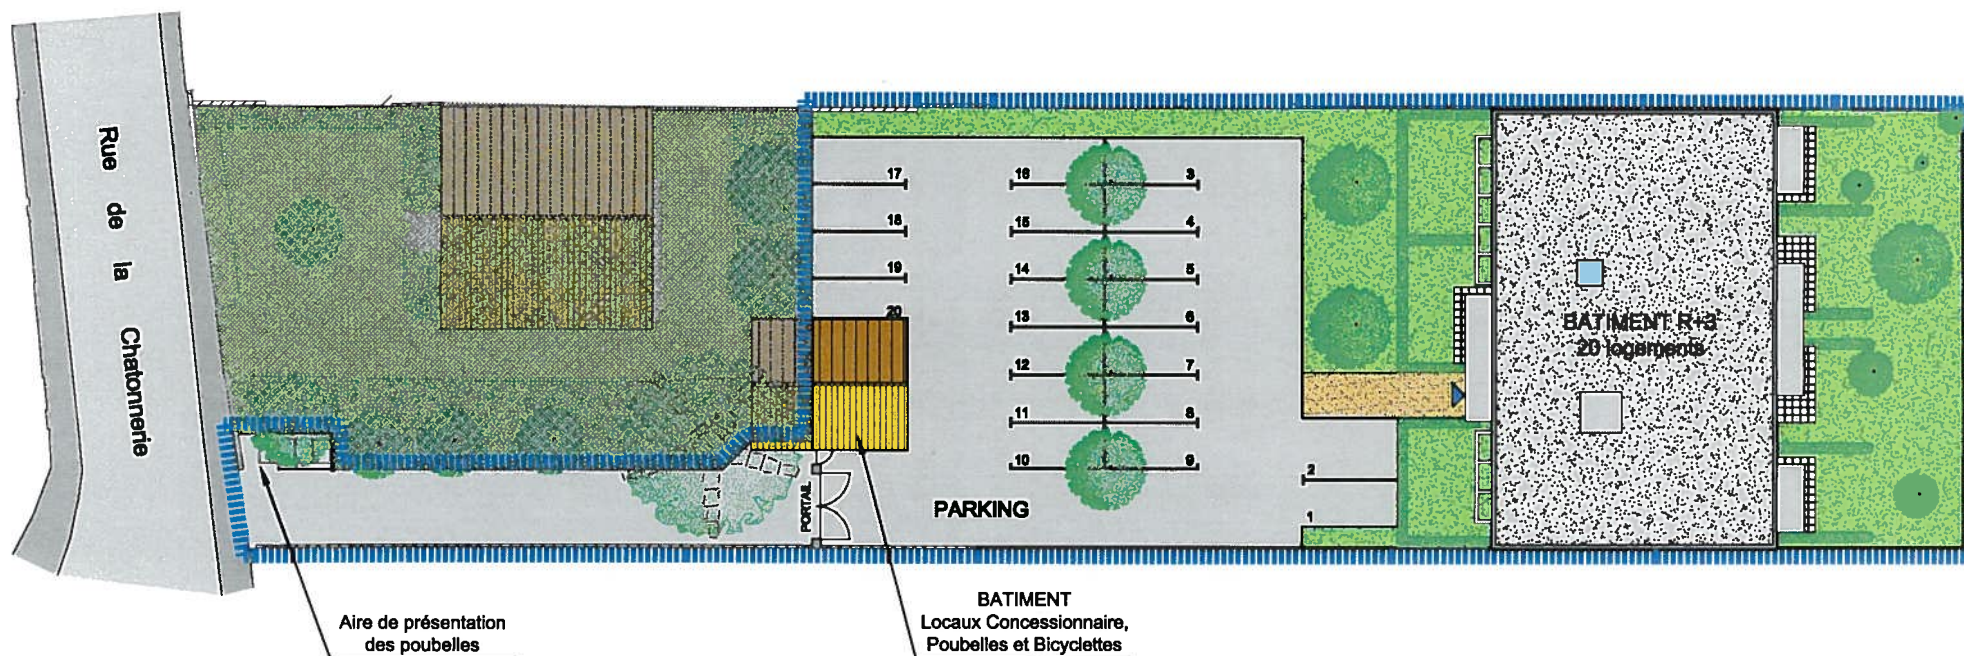 Rue de la Chatonnerie
17
18
19
20
16
15
14
13
12
11
10
3
4
5
6
7
8
9
2
1
PORTAIL
PARKING
BATIMENT R+3
20 logements
Aire de présentation
des poubelles
BATIMENT
Locaux Concessionnaire,
Poubelles et Bicyclettes